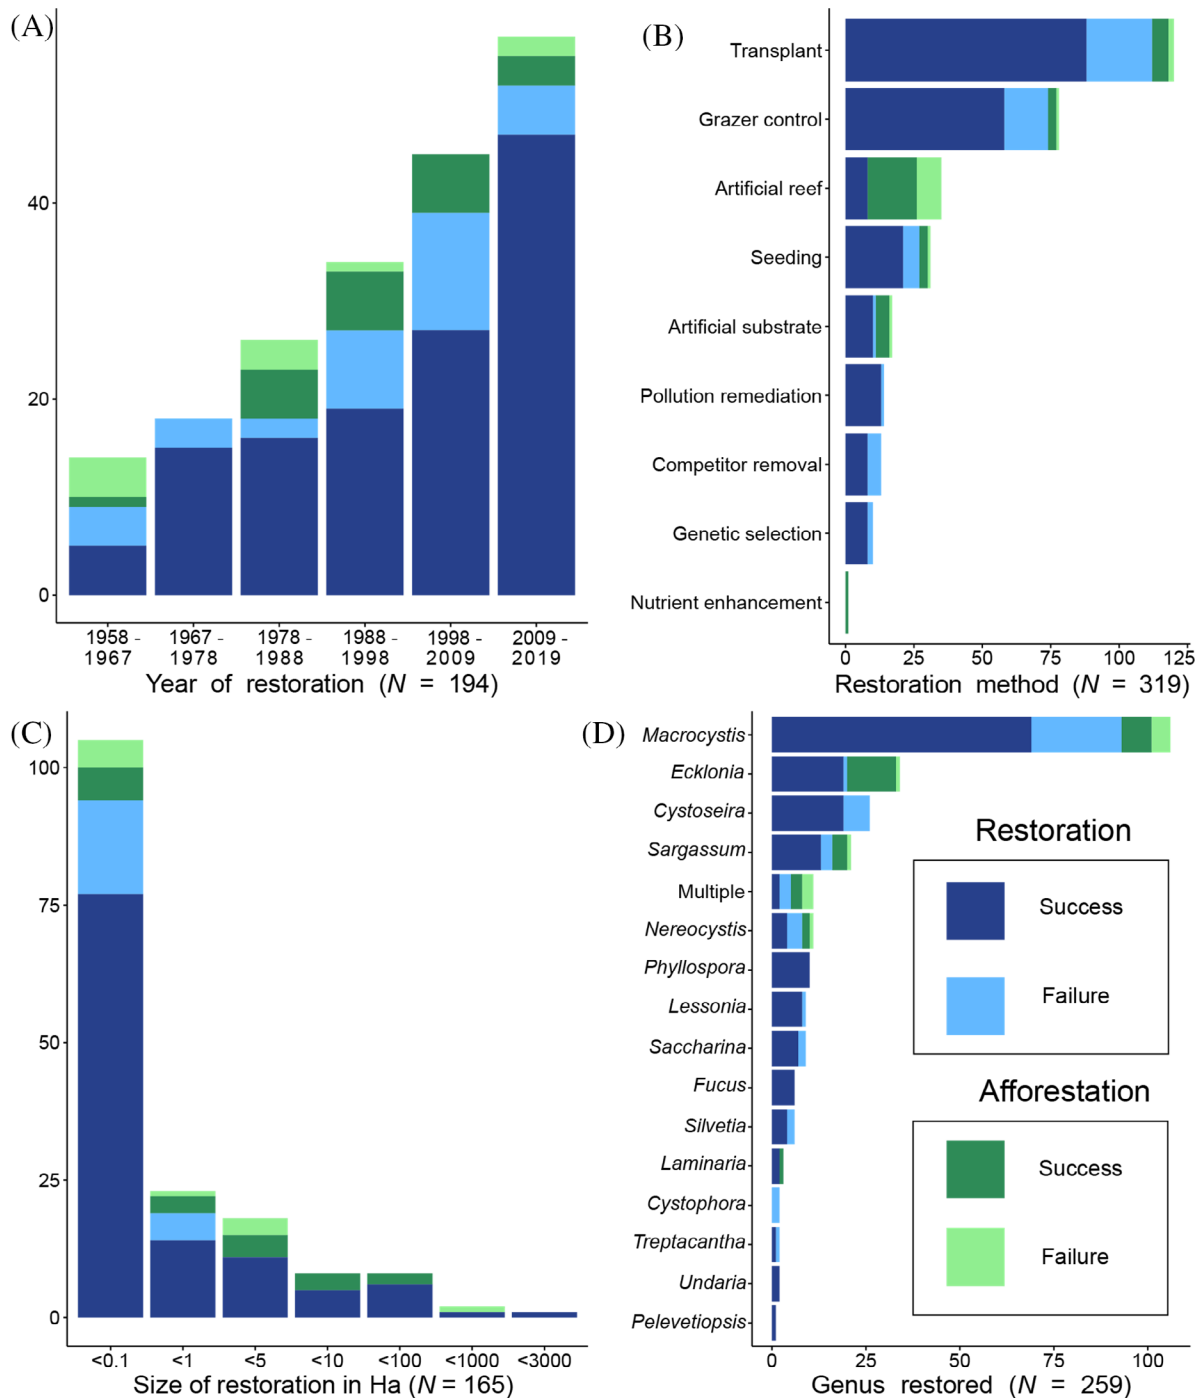 (A)
40
20
0
1958 - 1967 - 1978 - 1988 - 1998 - 2009 -
1967 1978 1988 1998 2009 2019
Year of restoration (N = 194)
(B)
Transplant
Grazer control
Artificial reef
Seeding
Artificial substrate
Pollution remediation
Competitor removal
Genetic selection
Nutrient enhancement
0 25 50 75 100 125
Restoration method (N = 319)
(C)
100
75
50
25
0
<0.1 <1 <5 <10 <100 <1000 <3000
Size of restoration in Ha (N = 165)
(D)
Macrocystis
Ecklonia
Cystoseira
Sargassum
Multiple
Nereocystis
Phyllospora
Lessonia
Saccharina
Fucus
Silvetia
Laminaria
Cystophora
Treptacantha
Undaria
Pelevetiopsis
0 25 50 75 100
Genus restored (N = 259)
Restoration
Success
Failure
Afforestation
Success
Failure